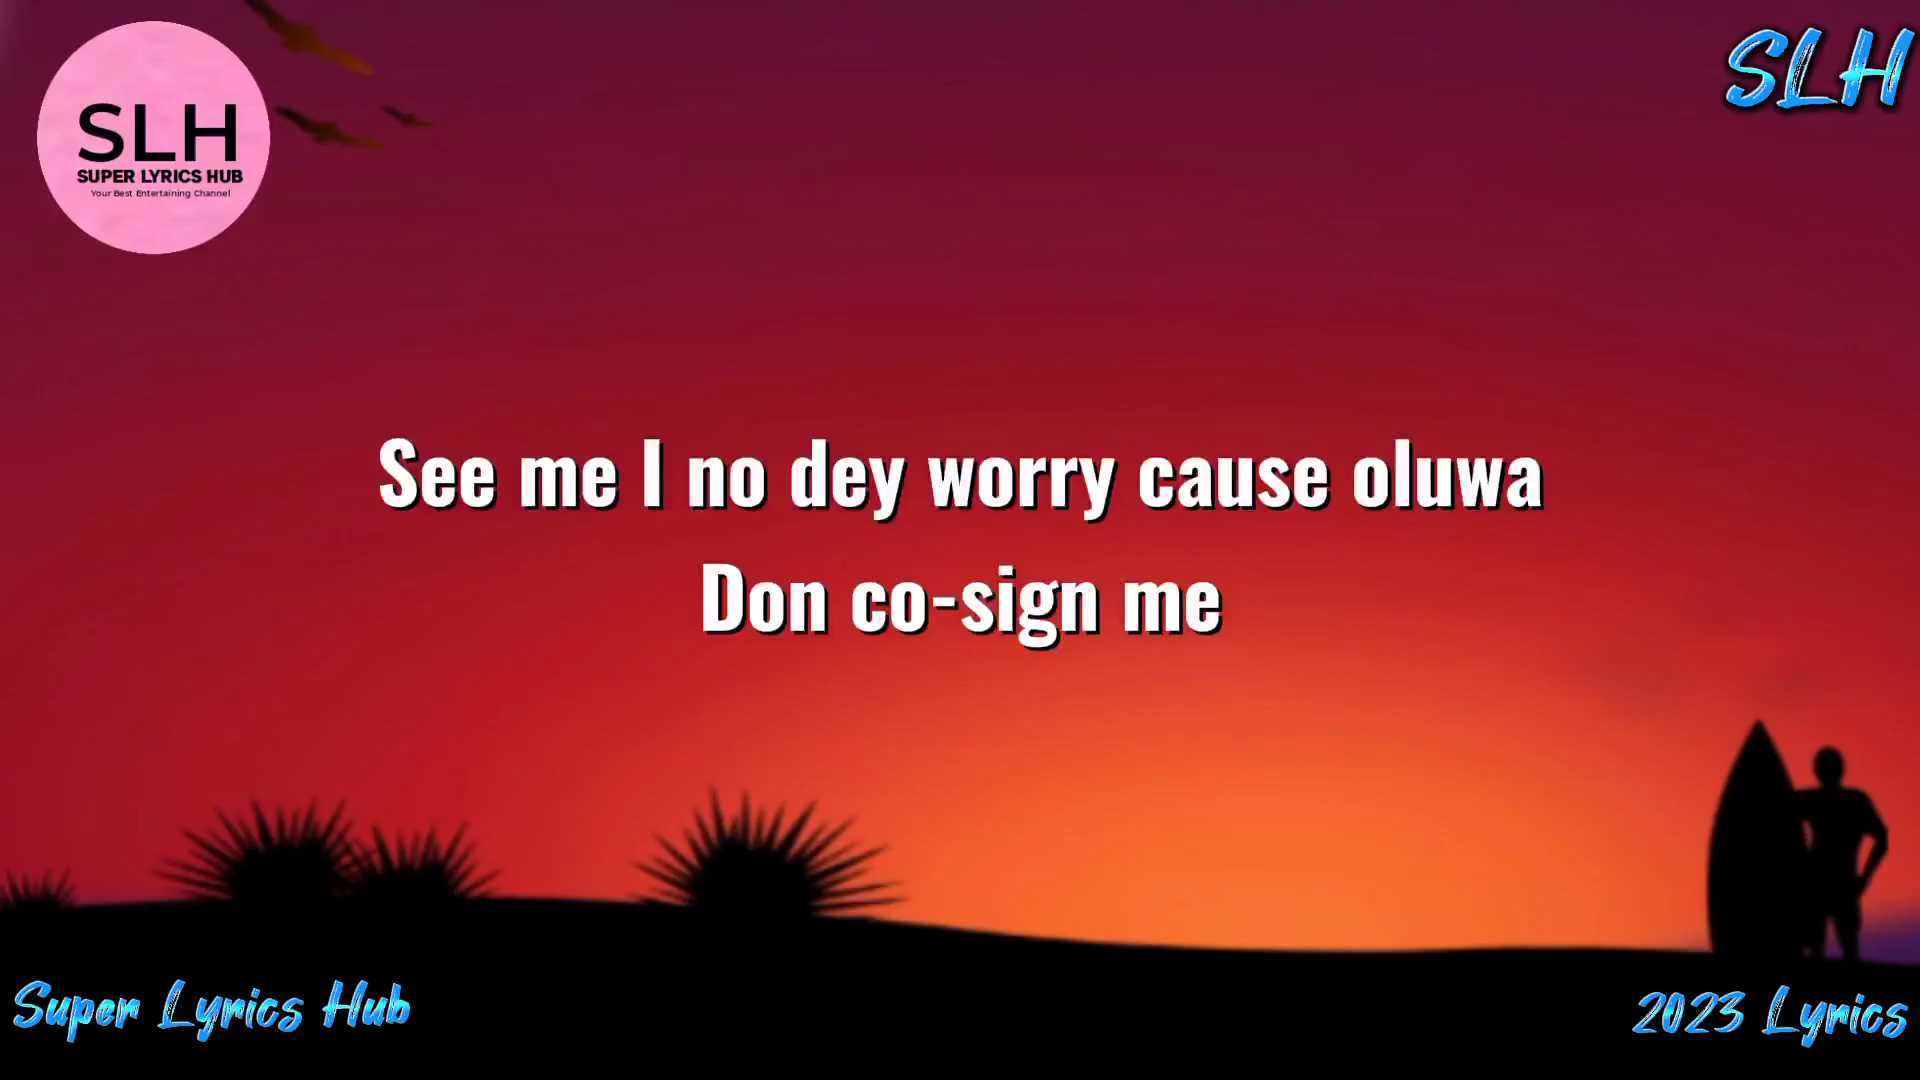 SLH
SUPER LYRICS HUB
Your Best Entertaining Channel
SLH
See me I no dey worry cause oluwa
Don co-sign me
Super Lyrics Hub
2023 Lyrics